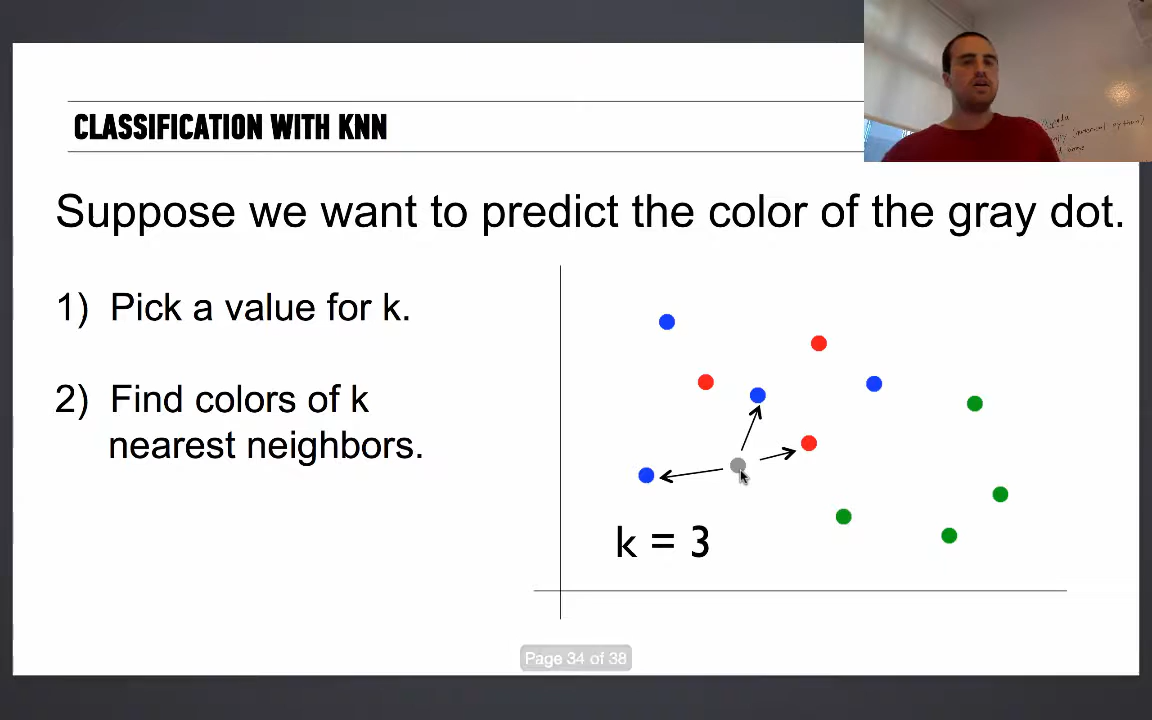 CLASSIFICATION WITH KNN
Suppose we want to predict the color of the gray dot.
1) Pick a value for k.
2) Find colors of k
nearest neighbors.
k = 3
Page 34 of 38